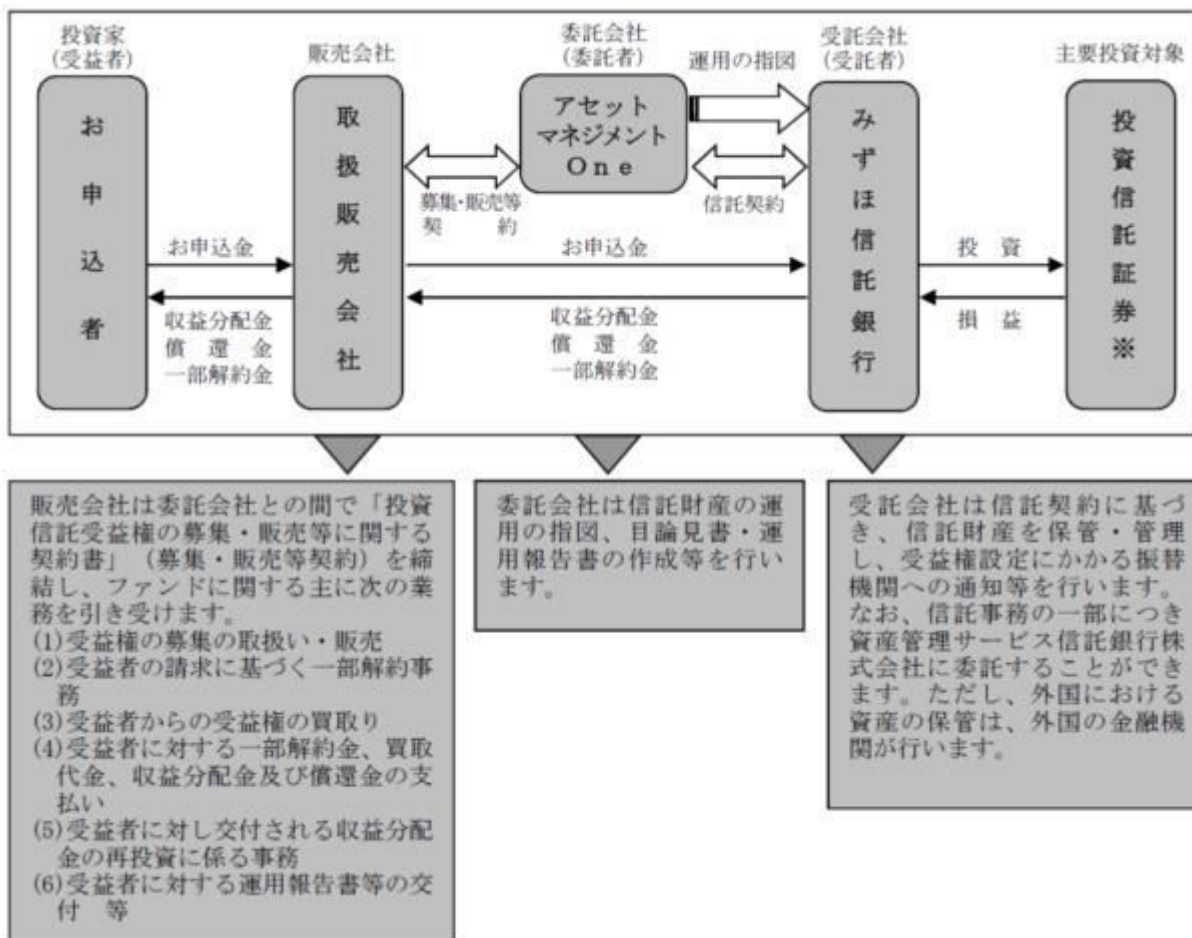 投資家
(受益者)
販売会社
委託会社
(委託者)
運用の指図
受託会社
(受託者)
主要投資対象
お申込者
取扱販売会社
アセット
マネジメント
One
みずほ信託銀行
投資信託証券※
募集・販売等
契　約
信託契約
お申込金
お申込金
投　資
収益分配金
償　還　金
一部解約金
収益分配金
償　還　金
一部解約金
損　益
販売会社は委託会社との間で「投資
信託受益権の募集・販売等に関する
契約書」（募集・販売等契約）を締
結し、ファンドに関する主に次の業
務を引き受けます。
(1)受益権の募集の取扱い・販売
(2)受益者の請求に基づく一部解約事
務
(3)受益者からの受益権の買取り
(4)受益者に対する一部解約金、買取
代金、収益分配金及び償還金の支
払い
(5)受益者に対し交付される収益分配
金の再投資に係る事務
(6)受益者に対する運用報告書等の交
付　等
委託会社は信託財産の運
用の指図、目論見書・運
用報告書の作成等を行い
ます。
受託会社は信託契約に基づ
き、信託財産を保管・管理
し、受益権設定にかかる振替
機関への通知等を行います。
なお、信託事務の一部につき
資産管理サービス信託銀行株
式会社に委託することができ
ます。ただし、外国における
資産の保管は、外国の金融機
関が行います。